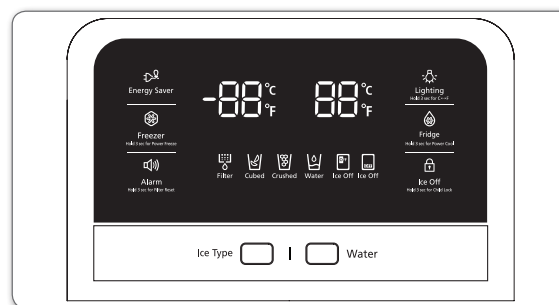 Energy Saver
-88 °C °F
88 °C °F
Lighting
Hold 3 sec for C <-> F
Freezer
Hold 3 sec for Power Freeze
Fridge
Hold 3 sec for Power Cool
Filter Cubed Crushed Water Ice Off Ice Off
Alarm
Hold 3 sec for Filter Reset
Ice Off
Hold 3 sec for Child Lock
Ice Type
Water